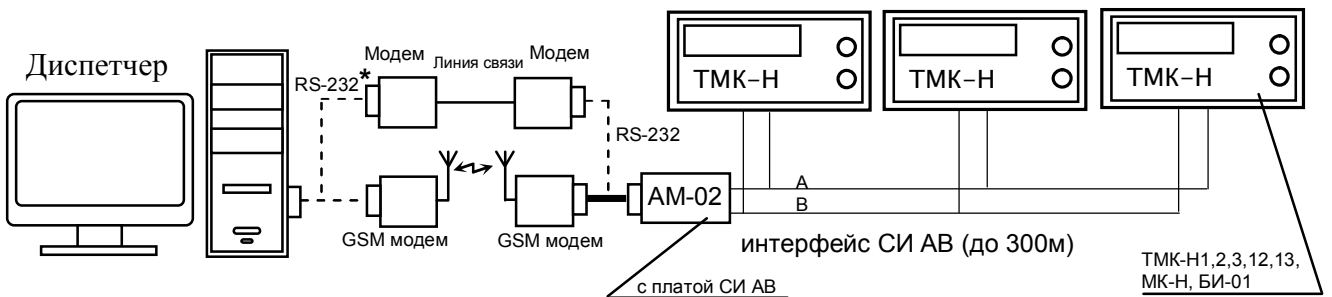 Диспетчер
RS-232*
Модем
Линия связи
Модем
RS-232
GSM модем
GSM модем
АМ-02
с платой СИ АВ
А
В
интерфейс СИ АВ (до 300м)
ТМК-Н
ТМК-Н
ТМК-Н
ТМК-Н1,2,3,12,13,
МК-Н, БИ-01